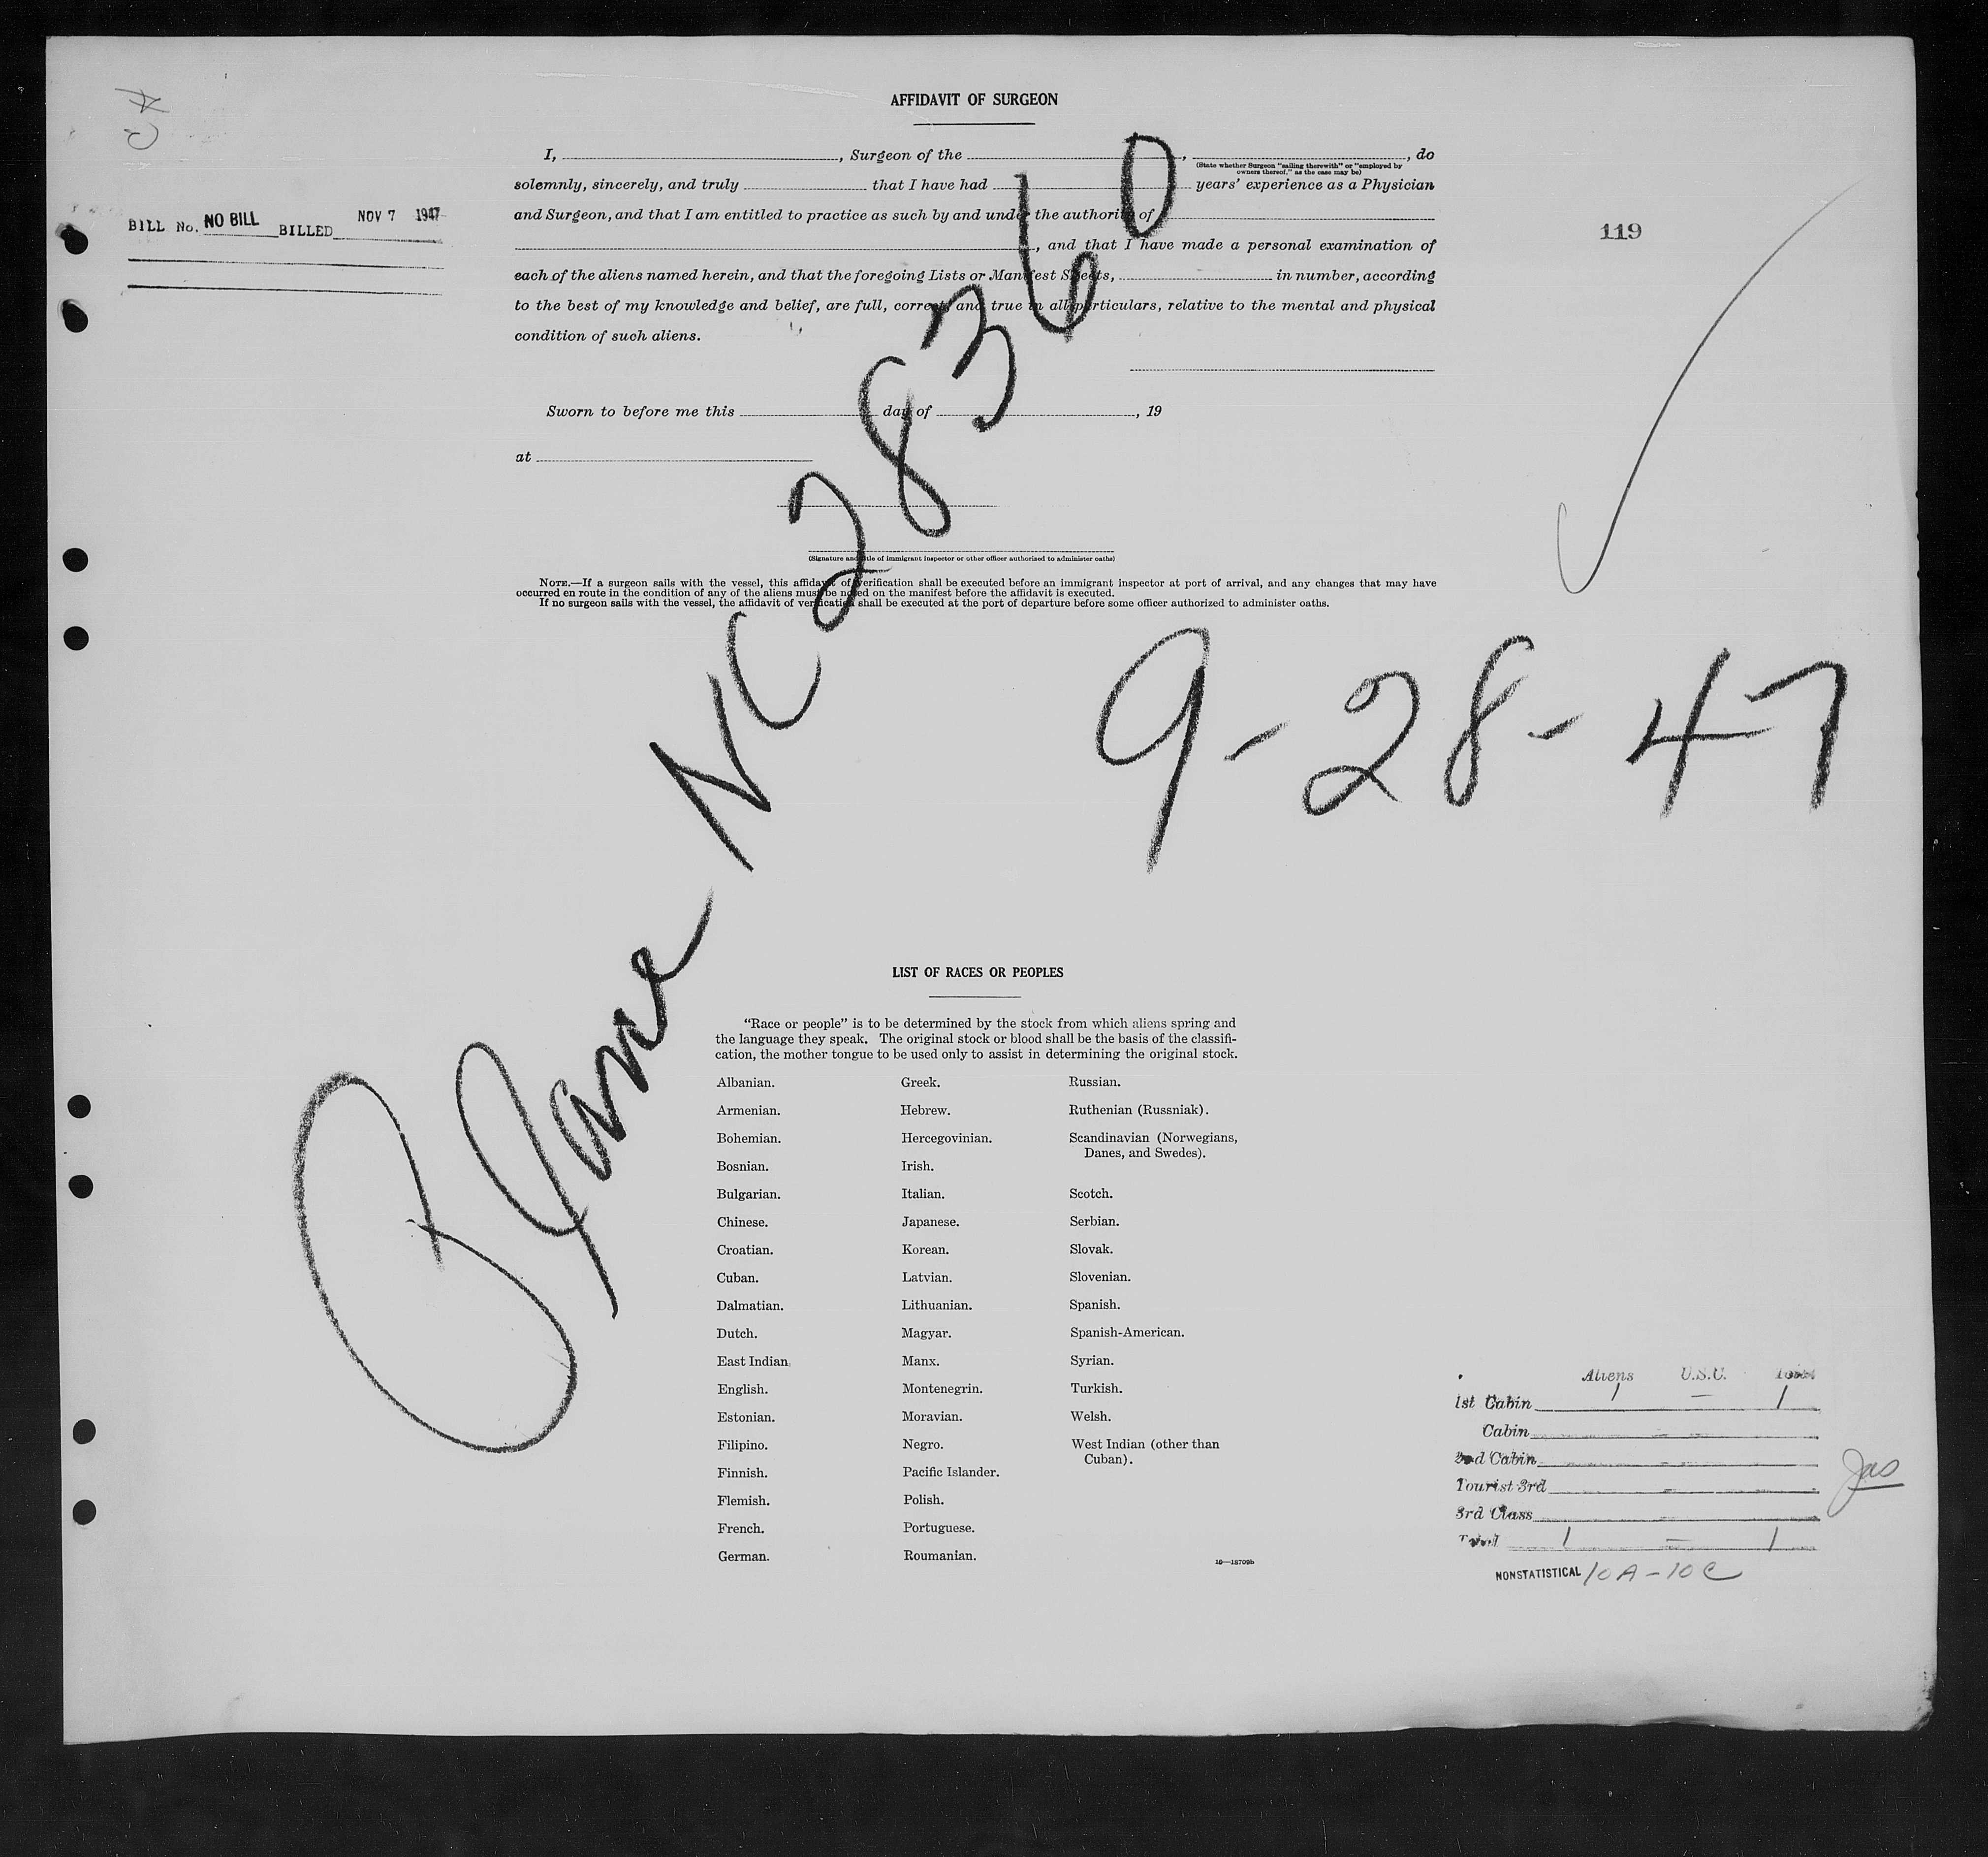 AFFIDAVIT OF SURGEON
I, , Surgeon of the , , do
(State whether Surgeon "sailing therewith" or "employed by
owners thereof," as the case may be)
solemnly, sincerely, and truly that I have had years' experience as a Physician
and Surgeon, and that I am entitled to practice as such by and under the authority of
, and that I have made a personal examination of
each of the aliens named herein, and that the foregoing Lists or Manifest Sheets, in number, according
to the best of my knowledge and belief, are full, correct, and true in all particulars, relative to the mental and physical
condition of such aliens.
Sworn to before me this day of , 19
at
(Signature and title of immigrant inspector or other officer authorized to administer oaths)
NOTE.—If a surgeon sails with the vessel, this affidavit of verification shall be executed before an immigrant inspector at port of arrival, and any changes that may have
occurred en route in the condition of any of the aliens must be noted on the manifest before the affidavit is executed.
If no surgeon sails with the vessel, the affidavit of verification shall be executed at the port of departure before some officer authorized to administer oaths.
BILL No. NO BILL BILLED NOV 7 1947
119
Plane NC 28360
9-28-47
LIST OF RACES OR PEOPLES
"Race or people" is to be determined by the stock from which aliens spring and
the language they speak. The original stock or blood shall be the basis of the classifi-
cation, the mother tongue to be used only to assist in determining the original stock.
Albanian.
Armenian.
Bohemian.
Bosnian.
Bulgarian.
Chinese.
Croatian.
Cuban.
Dalmatian.
Dutch.
East Indian.
English.
Estonian.
Filipino.
Finnish.
Flemish.
French.
German.
Greek.
Hebrew.
Hercegovinian.
Irish.
Italian.
Japanese.
Korean.
Latvian.
Lithuanian.
Magyar.
Manx.
Montenegrin.
Moravian.
Negro.
Pacific Islander.
Polish.
Portuguese.
Roumanian.
Russian.
Ruthenian (Russniak).
Scandinavian (Norwegians,
Danes, and Swedes).
Scotch.
Serbian.
Slovak.
Slovenian.
Spanish.
Spanish-American.
Syrian.
Turkish.
Welsh.
West Indian (other than
Cuban).
16—18709b
Aliens U.S.C. Total
1st Cabin 1 — 1
Cabin - -
2nd Cabin - -
Tourist 3rd - -
3rd Class - -
Total 1 — 1
NONSTATISTICAL 10A-10C